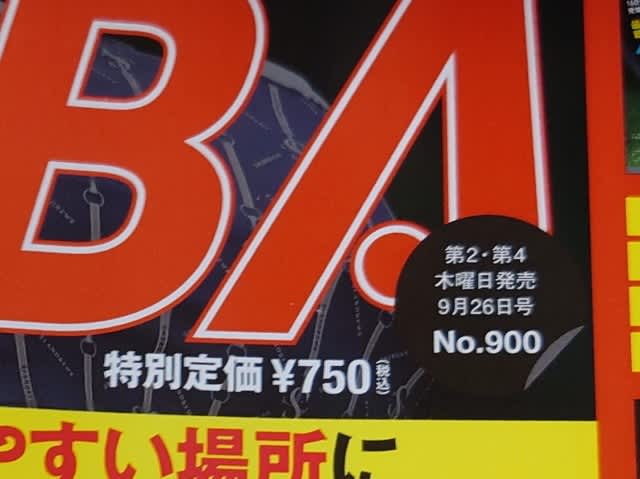 BA
第2・第4
木曜日発売
9月26日号
No.900
特別定価¥750(税込)
やすい場所に